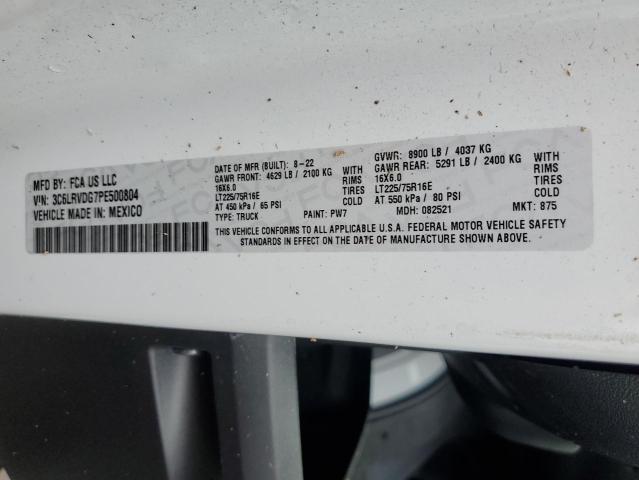 MFD BY: FCA US LLC
VIN: 3C6LRVDG7PE500804
VEHICLE MADE IN: MEXICO
DATE OF MFR (BUILT): 8-22
GAWR FRONT: 4629 LB / 2100 KG WITH
16X6.0 RIMS
LT225/75R16E TIRES
AT 450 kPa / 65 PSI COLD
TYPE: TRUCK PAINT: PW7
GVWR: 8900 LB / 4037 KG
GAWR REAR: 5291 LB / 2400 KG WITH
16X6.0 RIMS
LT225/75R16E TIRES
AT 550 kPa / 80 PSI COLD
MDH: 082521 MKT: 875
THIS VEHICLE CONFORMS TO ALL APPLICABLE U.S.A. FEDERAL MOTOR VEHICLE SAFETY
STANDARDS IN EFFECT ON THE DATE OF MANUFACTURE SHOWN ABOVE.